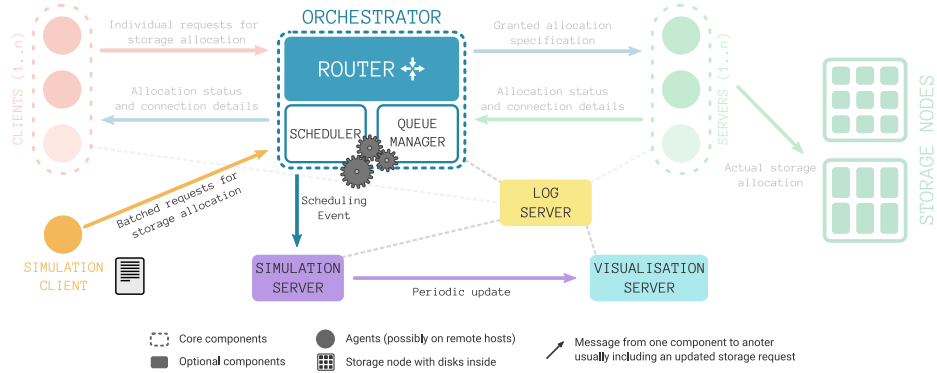 ORCHESTRATOR
CLIENTS (1..n)
Individual requests for
storage allocation
ROUTER
Granted allocation
specification
Allocation status
and connection details
SCHEDULER
QUEUE
MANAGER
Allocation status
and connection details
SERVERS (1..n)
STORAGE NODES
Actual storage
allocation
Batched requests for
storage allocation
Scheduling
Event
LOG
SERVER
SIMULATION
CLIENT
SIMULATION
SERVER
Periodic update
VISUALISATION
SERVER
Core components
Optional components
Agents (possibly on remote hosts)
Storage node with disks inside
Message from one component to anoter
usually including an updated storage request